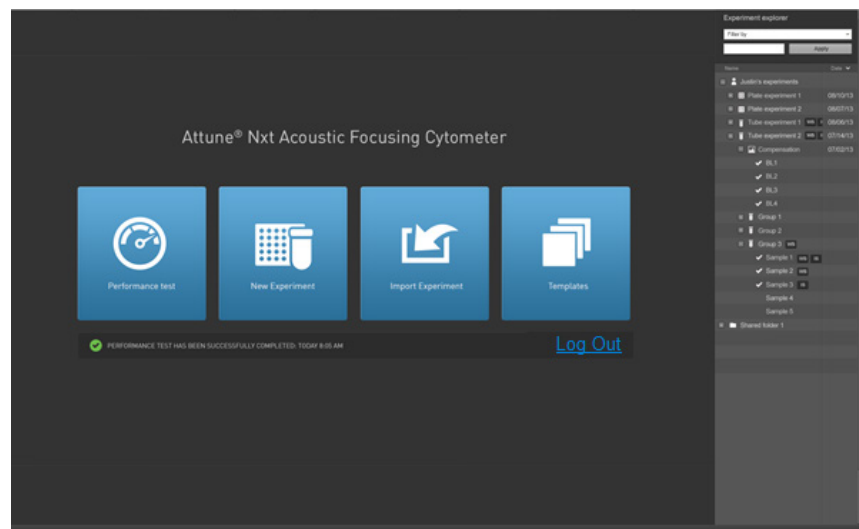 Experiment explorer
Filter by
Apply
Name Date
Justin's experiments
Plate experiment 1 08/10/13
Plate experiment 2 08/07/13
Tube experiment 1 08/06/13
Tube experiment 2 07/14/13
Compensation 07/02/13
BL1
BL2
BL3
BL4
Group 1
Group 2
Group 3
Sample 1
Sample 2
Sample 3
Sample 4
Sample 5
Shared folder 1
Attune® Nxt Acoustic Focusing Cytometer
Performance test
New Experiment
Import Experiment
Templates
PERFORMANCE TEST HAS BEEN SUCCESSFULLY COMPLETED: TODAY 8:05 AM
Log Out